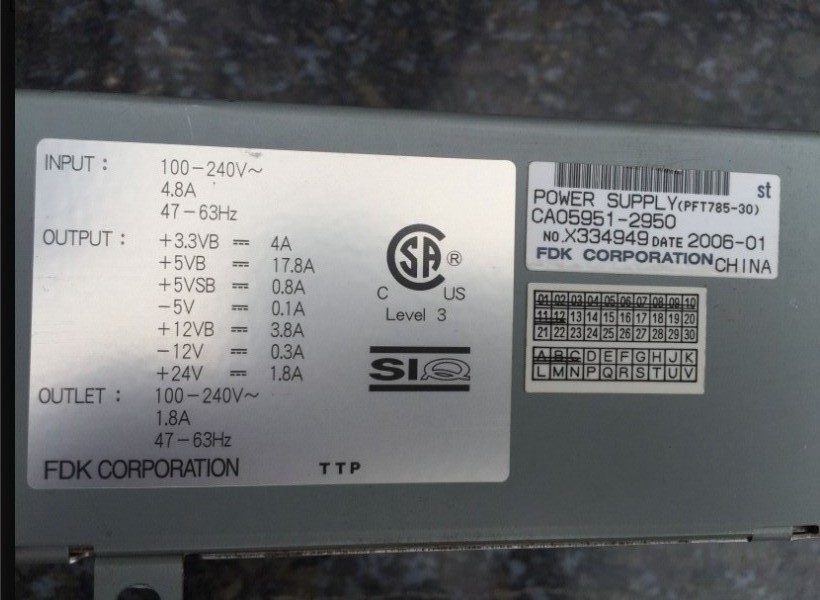 INPUT : 100-240V~
4.8A
47-63Hz
OUTPUT : +3.3VB ⎓ 4A
+5VB ⎓ 17.8A
+5VSB ⎓ 0.8A
-5V ⎓ 0.1A
+12VB ⎓ 3.8A
-12V ⎓ 0.3A
+24V ⎓ 1.8A
OUTLET : 100-240V~
1.8A
47-63Hz
FDK CORPORATION TTP
SA ®
C US
Level 3
SIQ
st
POWER SUPPLY(PFT785-30)
CA05951-2950
NO.X334949 DATE 2006-01
FDK CORPORATION CHINA
01 02 03 04 05 06 07 08 09 10
11 12 13 14 15 16 17 18 19 20
21 22 23 24 25 26 27 28 29 30
A B C D E F G H J K
L M N P Q R S T U V